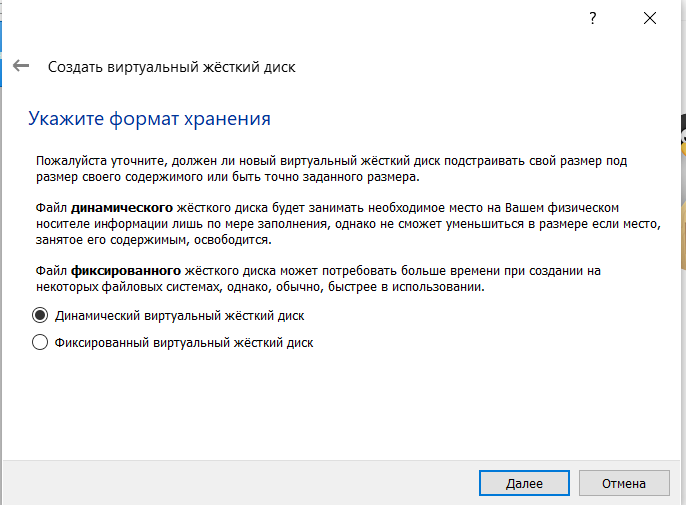 ?
Создать виртуальный жёсткий диск
Укажите формат хранения
Пожалуйста уточните, должен ли новый виртуальный жёсткий диск подстраивать свой размер под
размер своего содержимого или быть точно заданного размера.
Файл динамического жёсткого диска будет занимать необходимое место на Вашем физическом
носителе информации лишь по мере заполнения, однако не сможет уменьшиться в размере если место,
занятое его содержимым, освободится.
Файл фиксированного жёсткого диска может потребовать больше времени при создании на
некоторых файловых системах, однако, обычно, быстрее в использовании.
Динамический виртуальный жёсткий диск
Фиксированный виртуальный жёсткий диск
Далее Отмена